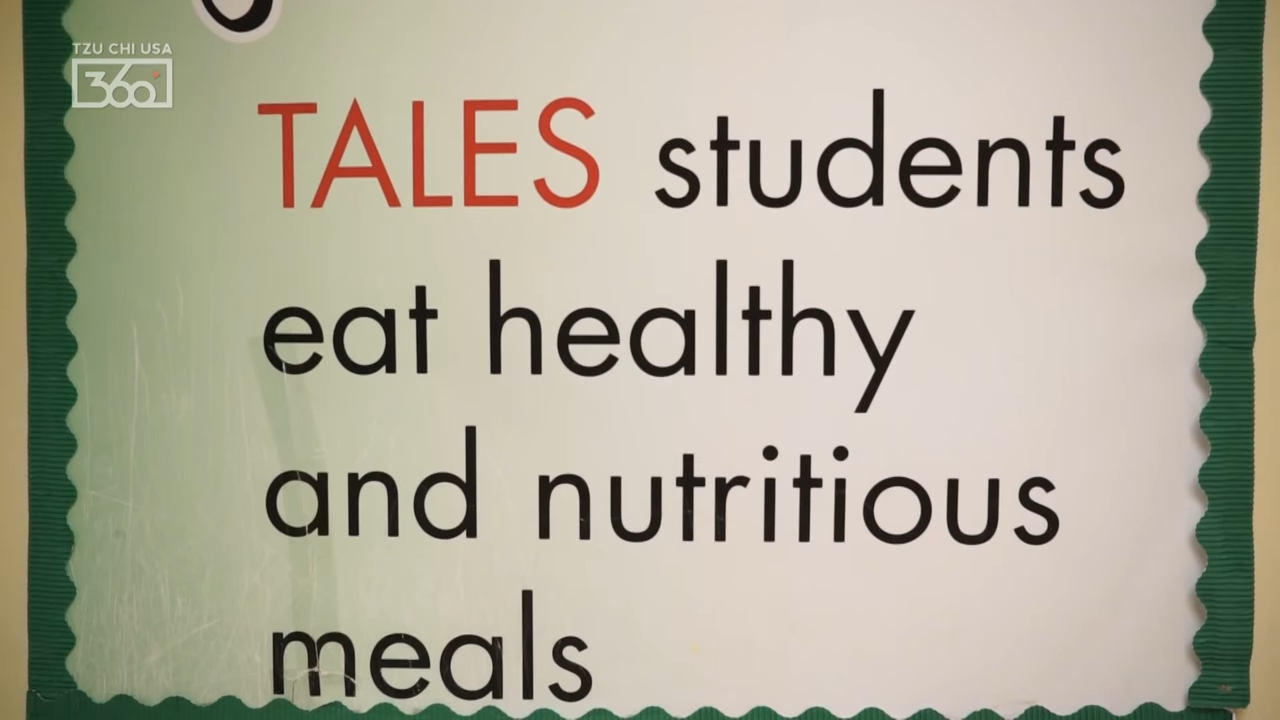 TZU CHI USA
360°
TALES students
eat healthy
and nutritious
meals